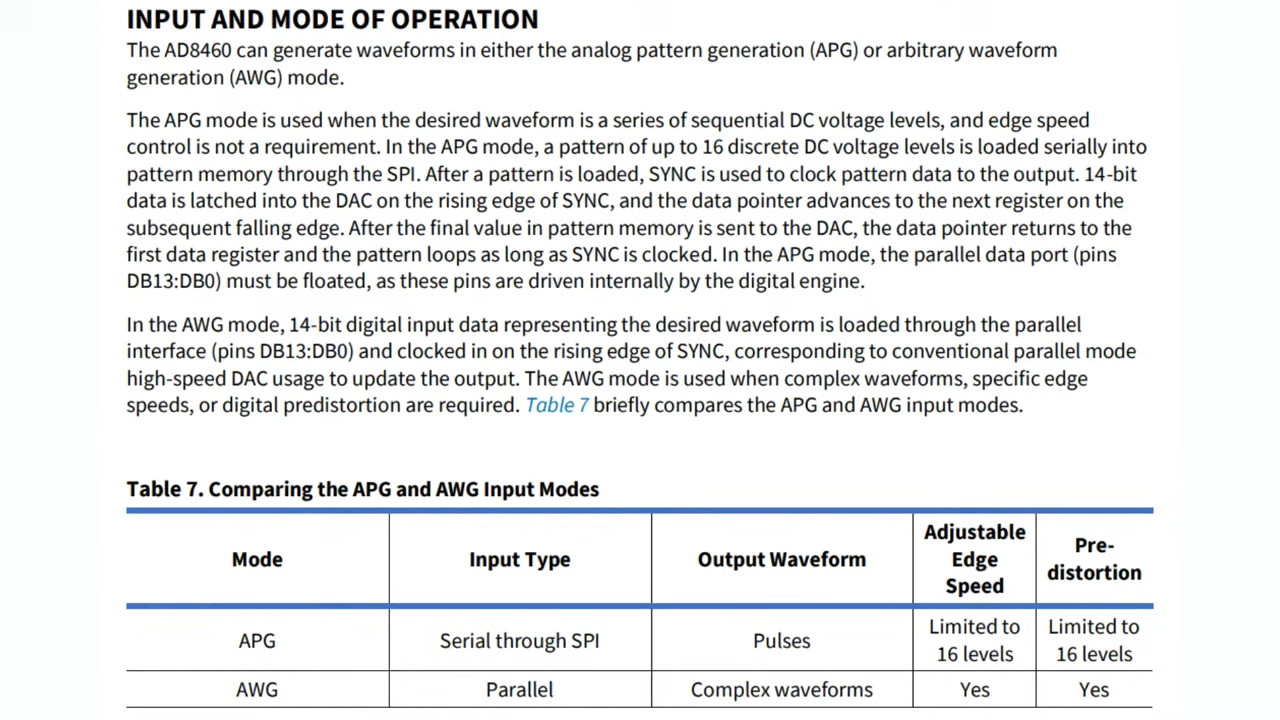 INPUT AND MODE OF OPERATION
The AD8460 can generate waveforms in either the analog pattern generation (APG) or arbitrary waveform
generation (AWG) mode.
The APG mode is used when the desired waveform is a series of sequential DC voltage levels, and edge speed
control is not a requirement. In the APG mode, a pattern of up to 16 discrete DC voltage levels is loaded serially into
pattern memory through the SPI. After a pattern is loaded, SYNC is used to clock pattern data to the output. 14-bit
data is latched into the DAC on the rising edge of SYNC, and the data pointer advances to the next register on the
subsequent falling edge. After the final value in pattern memory is sent to the DAC, the data pointer returns to the
first data register and the pattern loops as long as SYNC is clocked. In the APG mode, the parallel data port (pins
DB13:DB0) must be floated, as these pins are driven internally by the digital engine.
In the AWG mode, 14-bit digital input data representing the desired waveform is loaded through the parallel
interface (pins DB13:DB0) and clocked in on the rising edge of SYNC, corresponding to conventional parallel mode
high-speed DAC usage to update the output. The AWG mode is used when complex waveforms, specific edge
speeds, or digital predistortion are required. Table 7 briefly compares the APG and AWG input modes.
Table 7. Comparing the APG and AWG Input Modes
Mode
Input Type
Output Waveform
Adjustable
Edge
Speed
Pre-
distortion
APG
Serial through SPI
Pulses
Limited to
16 levels
Limited to
16 levels
AWG
Parallel
Complex waveforms
Yes
Yes